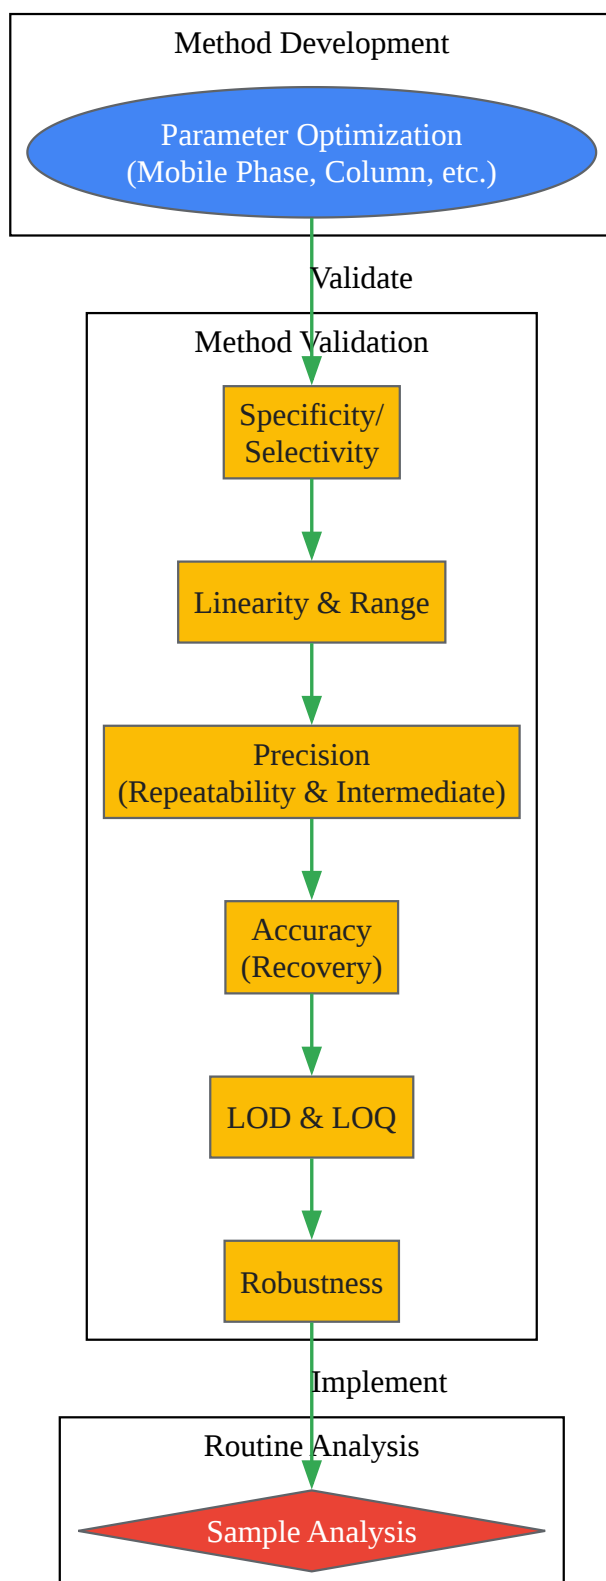 Method Development
Parameter Optimization
(Mobile Phase, Column, etc.)
Validate
Method Validation
Specificity/
Selectivity
Linearity & Range
Precision
(Repeatability & Intermediate)
Accuracy
(Recovery)
LOD & LOQ
Robustness
Implement
Routine Analysis
Sample Analysis